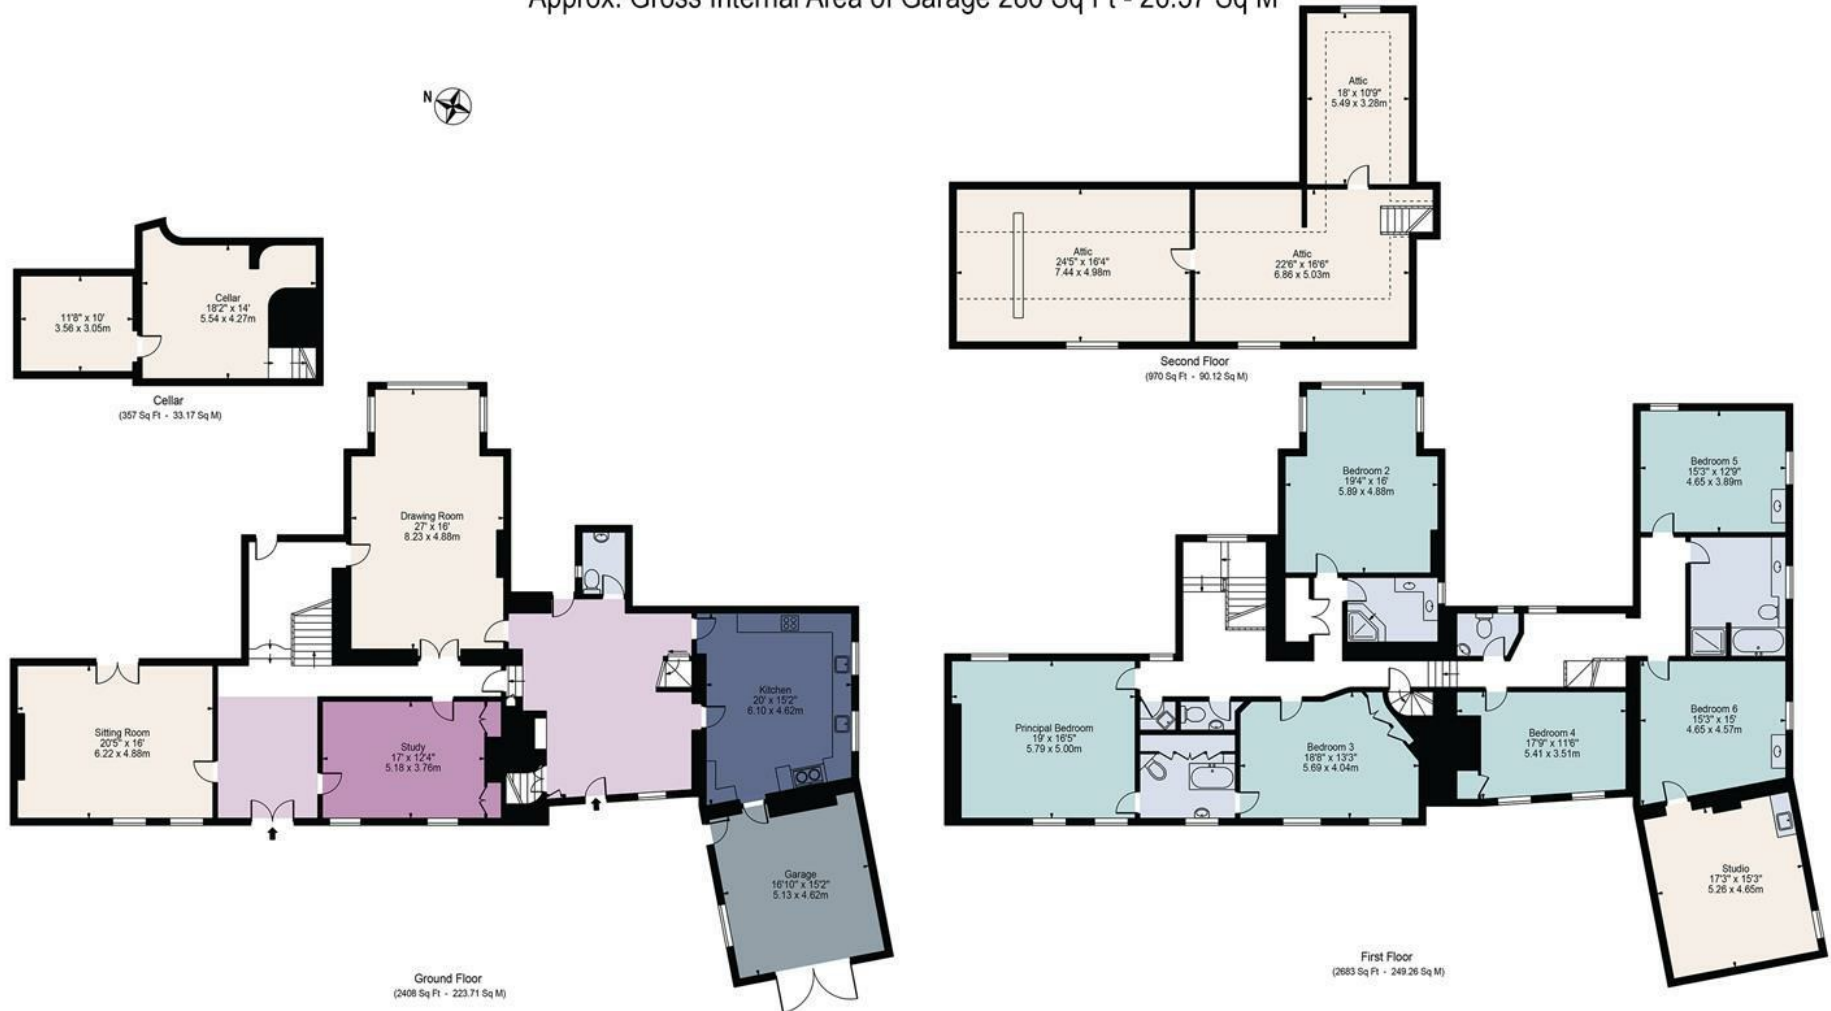 Approx. Gross Internal Area of Garage 286 Sq Ft - 26.57 Sq M
N
Attic
18' x 10'9"
5.49 x 3.28m
Attic
24'5" x 16'4"
7.44 x 4.98m
Attic
22'6" x 16'6"
6.86 x 5.03m
Second Floor
(970 Sq Ft - 90.12 Sq M)
11'8" x 10'
3.56 x 3.05m
Cellar
18'2" x 14'
5.54 x 4.27m
Cellar
(357 Sq Ft - 33.17 Sq M)
Drawing Room
27' x 16'
8.23 x 4.88m
Sitting Room
20'5" x 16'
6.22 x 4.88m
Study
17' x 12'4"
5.18 x 3.76m
Kitchen
20' x 15'2"
6.10 x 4.62m
Garage
16'10" x 15'2"
5.13 x 4.62m
Ground Floor
(2408 Sq Ft - 223.71 Sq M)
Bedroom 2
19'4" x 16'
5.89 x 4.88m
Bedroom 5
15'3" x 12'9"
4.65 x 3.89m
Principal Bedroom
19' x 16'5"
5.79 x 5.00m
Bedroom 3
18'8" x 13'3"
5.69 x 4.04m
Bedroom 4
17'9" x 11'6"
5.41 x 3.51m
Bedroom 6
15'3" x 15'
4.65 x 4.57m
Studio
17'3" x 15'3"
5.26 x 4.65m
First Floor
(2683 Sq Ft - 249.26 Sq M)